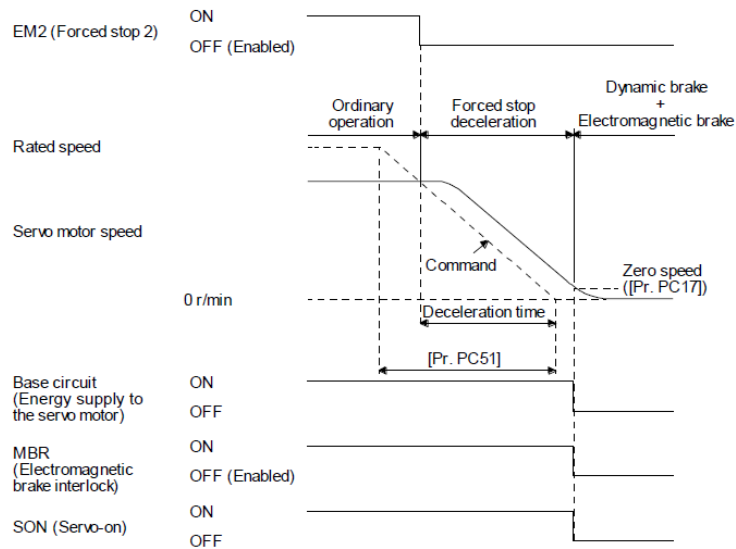 EM2 (Forced stop 2)
ON
OFF (Enabled)
Ordinary
operation
Forced stop
deceleration
Dynamic brake
+
Electromagnetic brake
Rated speed
Servo motor speed
Command
Zero speed
([Pr. PC17])
0 r/min
Deceleration time
[Pr. PC51]
Base circuit
(Energy supply to
the servo motor)
ON
OFF
MBR
(Electromagnetic
brake interlock)
ON
OFF (Enabled)
SON (Servo-on)
ON
OFF